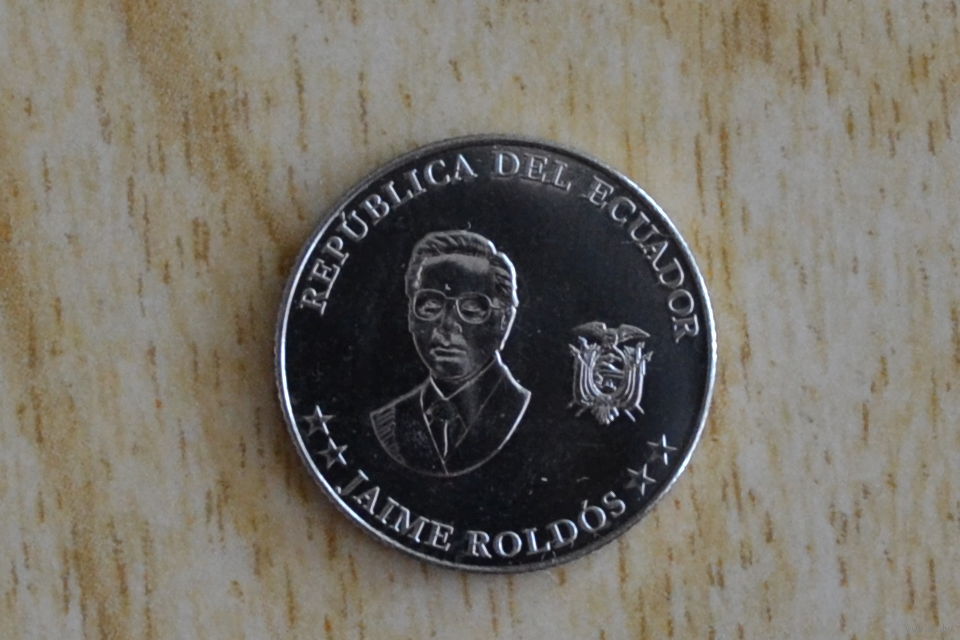 REPÚBLICA DEL ECUADOR
JAIME ROLDÓS